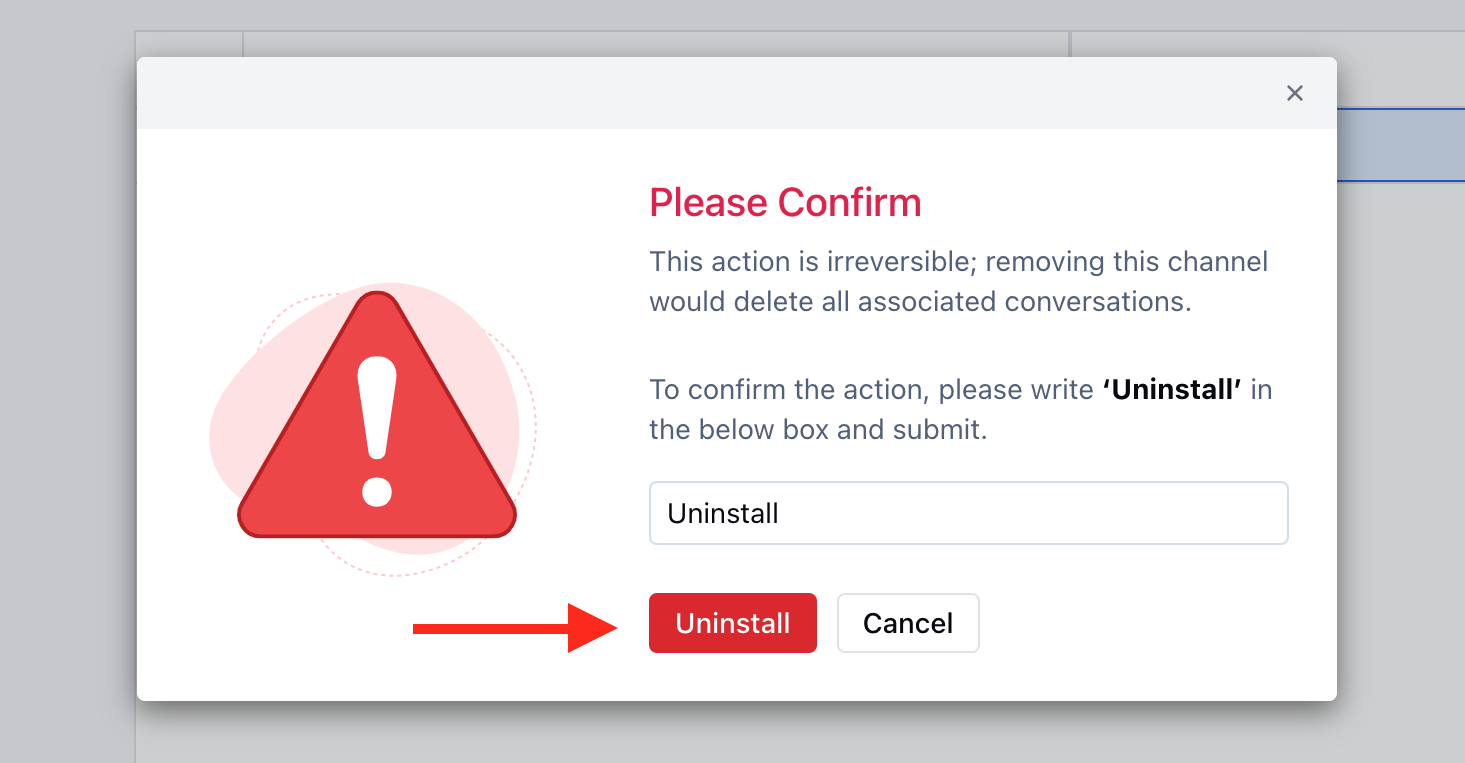 Please Confirm
This action is irreversible; removing this channel
would delete all associated conversations.
To confirm the action, please write ‘Uninstall’ in
the below box and submit.
Uninstall
Uninstall
Cancel